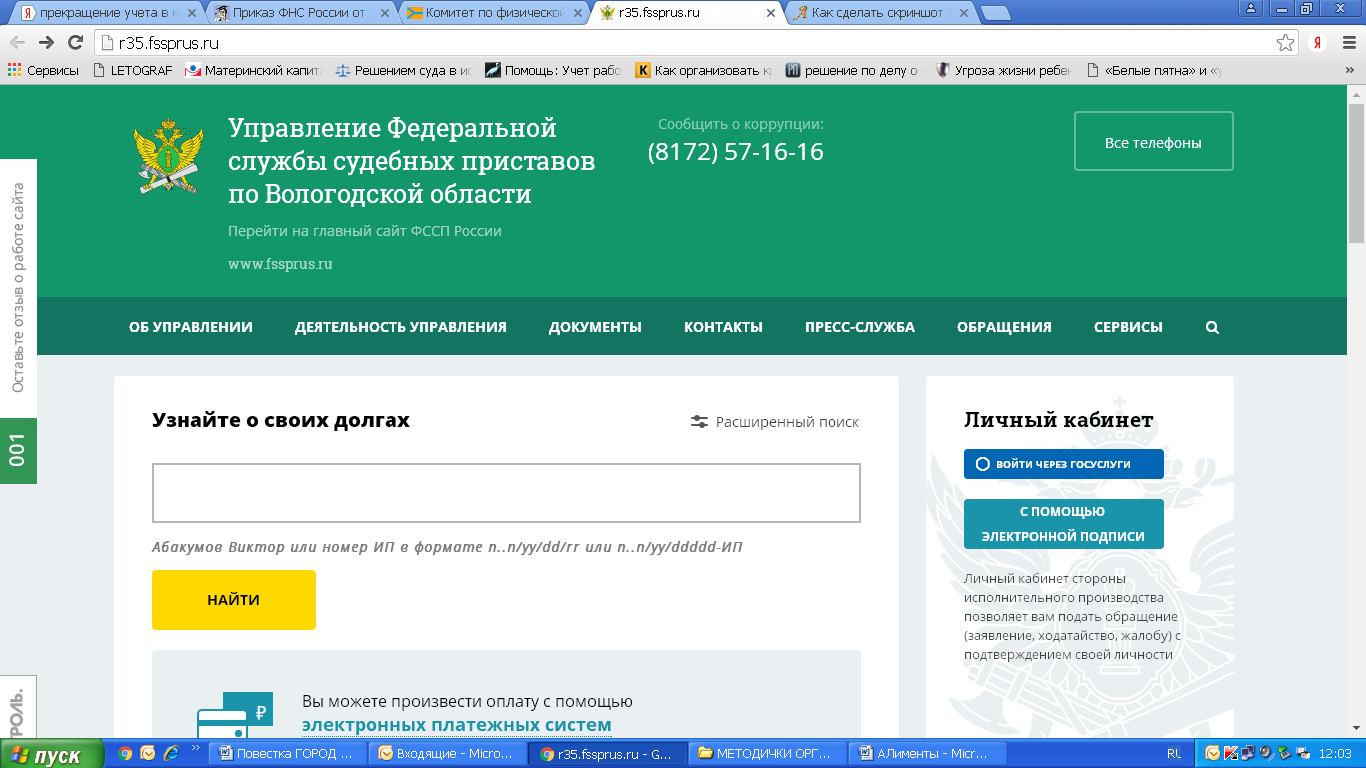 прекращение учета в н
Приказ ФНС России от
Комитет по физической
r35.fssprus.ru
Как сделать скриншот э
r35.fssprus.ru
Сервисы
LETOGRAF
Материнский капита
Решением суда в ис
Помощь: Учет рабо
Как организовать кр
решение по делу о
Угроза жизни ребен
«Белые пятна» и «у
Управление Федеральной
службы судебных приставов
по Вологодской области
Перейти на главный сайт ФССП России
www.fssprus.ru
Сообщить о коррупции:
(8172) 57-16-16
Все телефоны
Оставьте отзыв о работе сайта
001
ОБ УПРАВЛЕНИИ ДЕЯТЕЛЬНОСТЬ УПРАВЛЕНИЯ ДОКУМЕНТЫ КОНТАКТЫ ПРЕСС-СЛУЖБА ОБРАЩЕНИЯ СЕРВИСЫ
Узнайте о своих долгах
Расширенный поиск
Абакумов Виктор или номер ИП в формате n..n/yy/dd/rr или n..n/yy/ddddd-ИП
НАЙТИ
Вы можете произвести оплату с помощью
электронных платежных систем
Личный кабинет
ВОЙТИ ЧЕРЕЗ ГОСУСЛУГИ
С ПОМОЩЬЮ
ЭЛЕКТРОННОЙ ПОДПИСИ
Личный кабинет стороны
исполнительного производства
позволяет вам подать обращение
(заявление, ходатайство, жалобу) с
подтверждением своей личности
РОЛЬ.
пуск
Повестка ГОРОД ...
Входящие - Micro...
r35.fssprus.ru - G...
МЕТОДИЧКИ ОРГ...
АЛименты - Micr...
RU
12:03